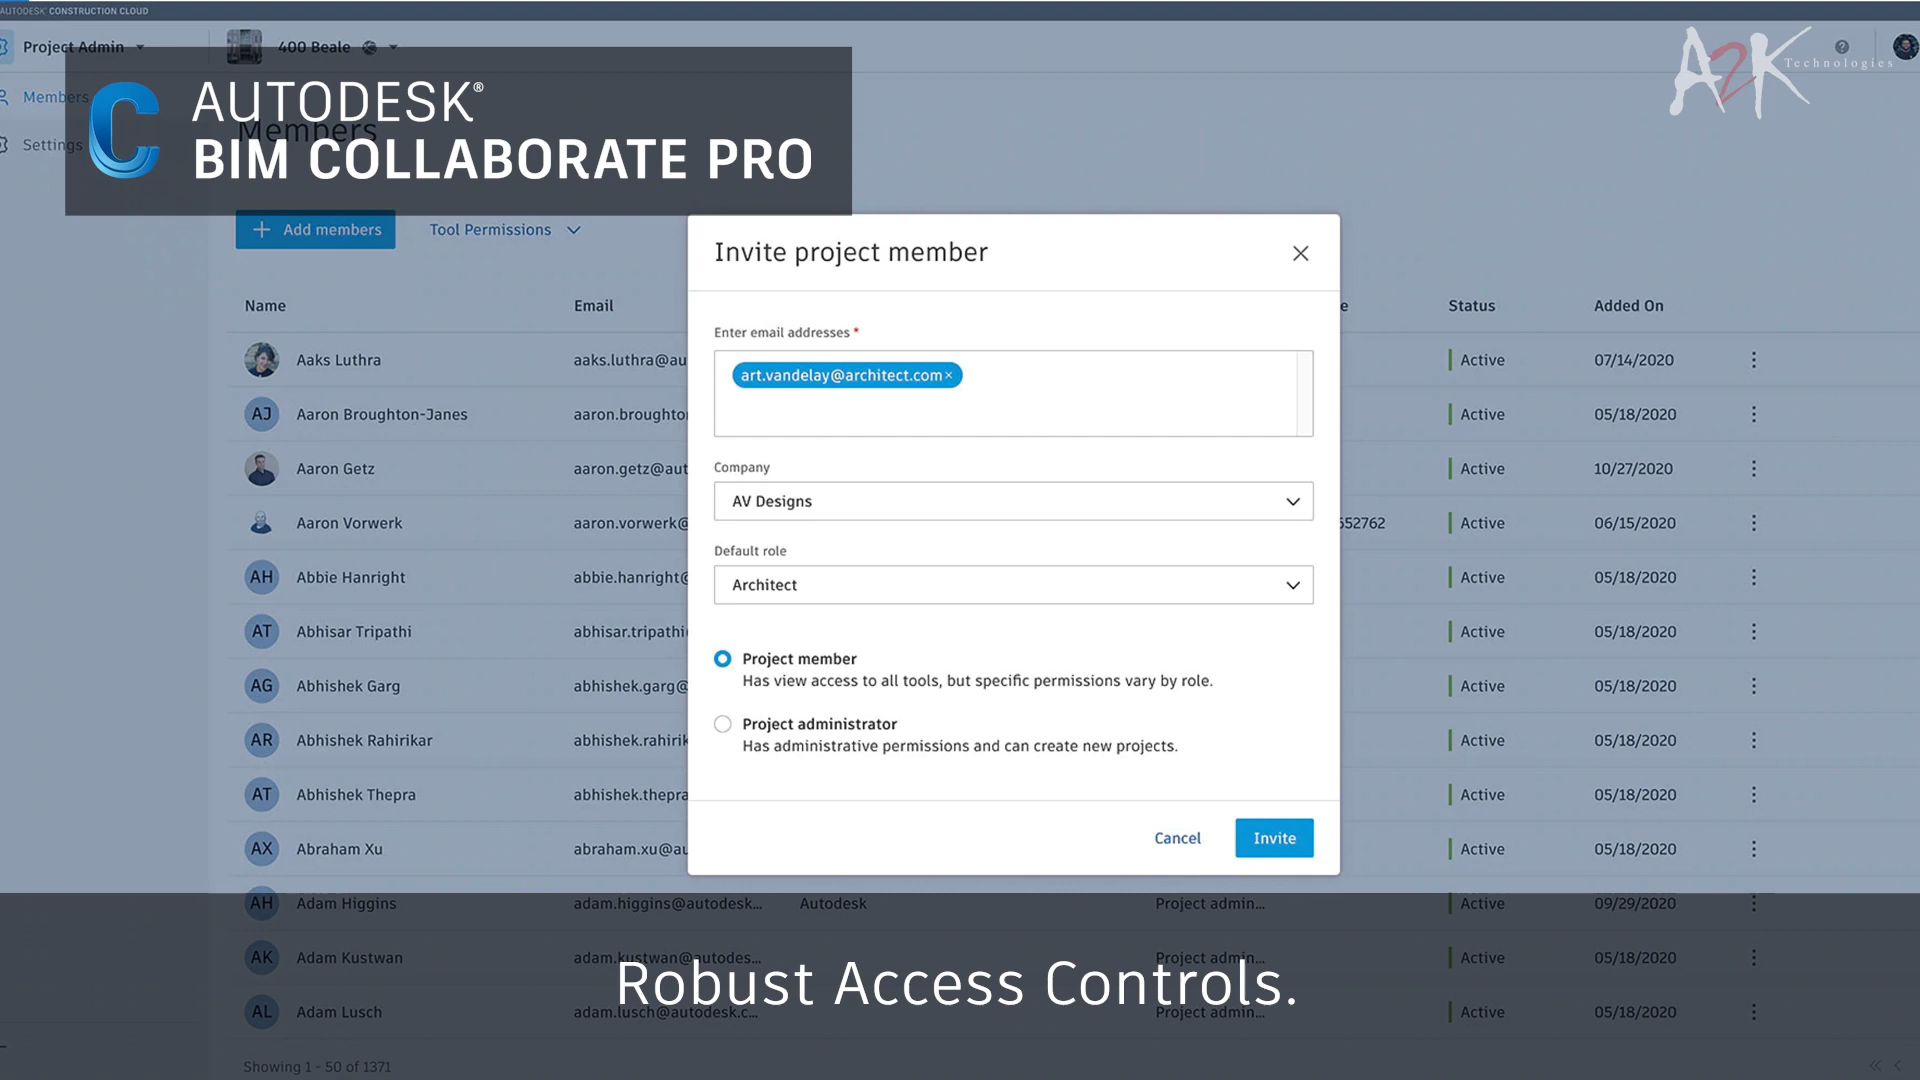 AUTODESK® CONSTRUCTION CLOUD
Project Admin
400 Beale
A2K Technologies
Members
Settings
AUTODESK®
BIM COLLABORATE PRO
Members
+ Add members
Tool Permissions
Invite project member
Name Email e Status Added On
Enter email addresses *
art.vandelay@architect.com ×
Company
AV Designs
Default role
Architect
Project member
Has view access to all tools, but specific permissions vary by role.
Project administrator
Has administrative permissions and can create new projects.
Cancel Invite
Aaks Luthra aaks.luthra@au Active 07/14/2020
AJ Aaron Broughton-Janes aaron.broughto Active 05/18/2020
Aaron Getz aaron.getz@aut Active 10/27/2020
Aaron Vorwerk aaron.vorwerk@ 552762 Active 06/15/2020
AH Abbie Hanright abbie.hanright@ Active 05/18/2020
AT Abhisar Tripathi abhisar.tripathi Active 05/18/2020
AG Abhishek Garg abhishek.garg@ Active 05/18/2020
AR Abhishek Rahirikar abhishek.rahirik Active 05/18/2020
AT Abhishek Thepra abhishek.thepra Active 05/18/2020
AX Abraham Xu abraham.xu@au Active 05/18/2020
AH Adam Higgins adam.higgins@autodesk... Autodesk Project admin... Active 09/29/2020
AK Adam Kustwan adam.kustwan@autodes... Project admin... Active 05/18/2020
Robust Access Controls.
AL Adam Lusch adam.lusch@autodesk.c... Project admin... Active 05/18/2020
Showing 1 - 50 of 1371